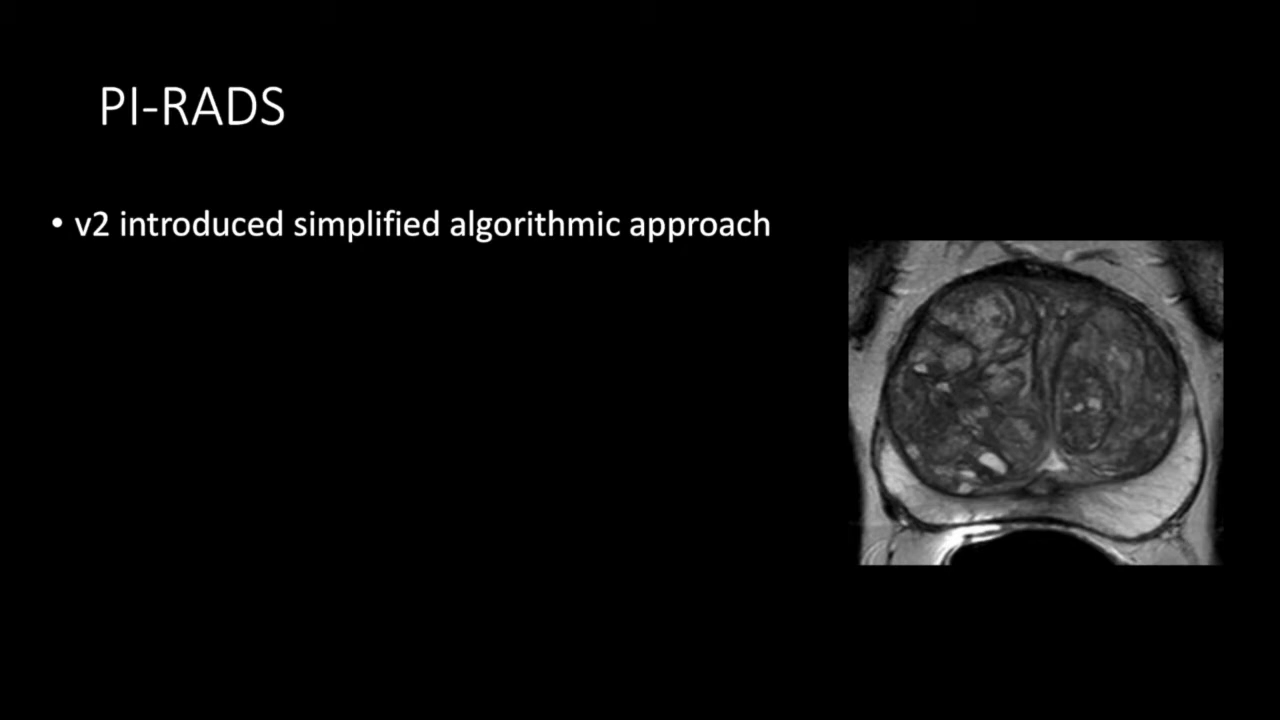 PI-RADS
• v2 introduced simplified algorithmic approach